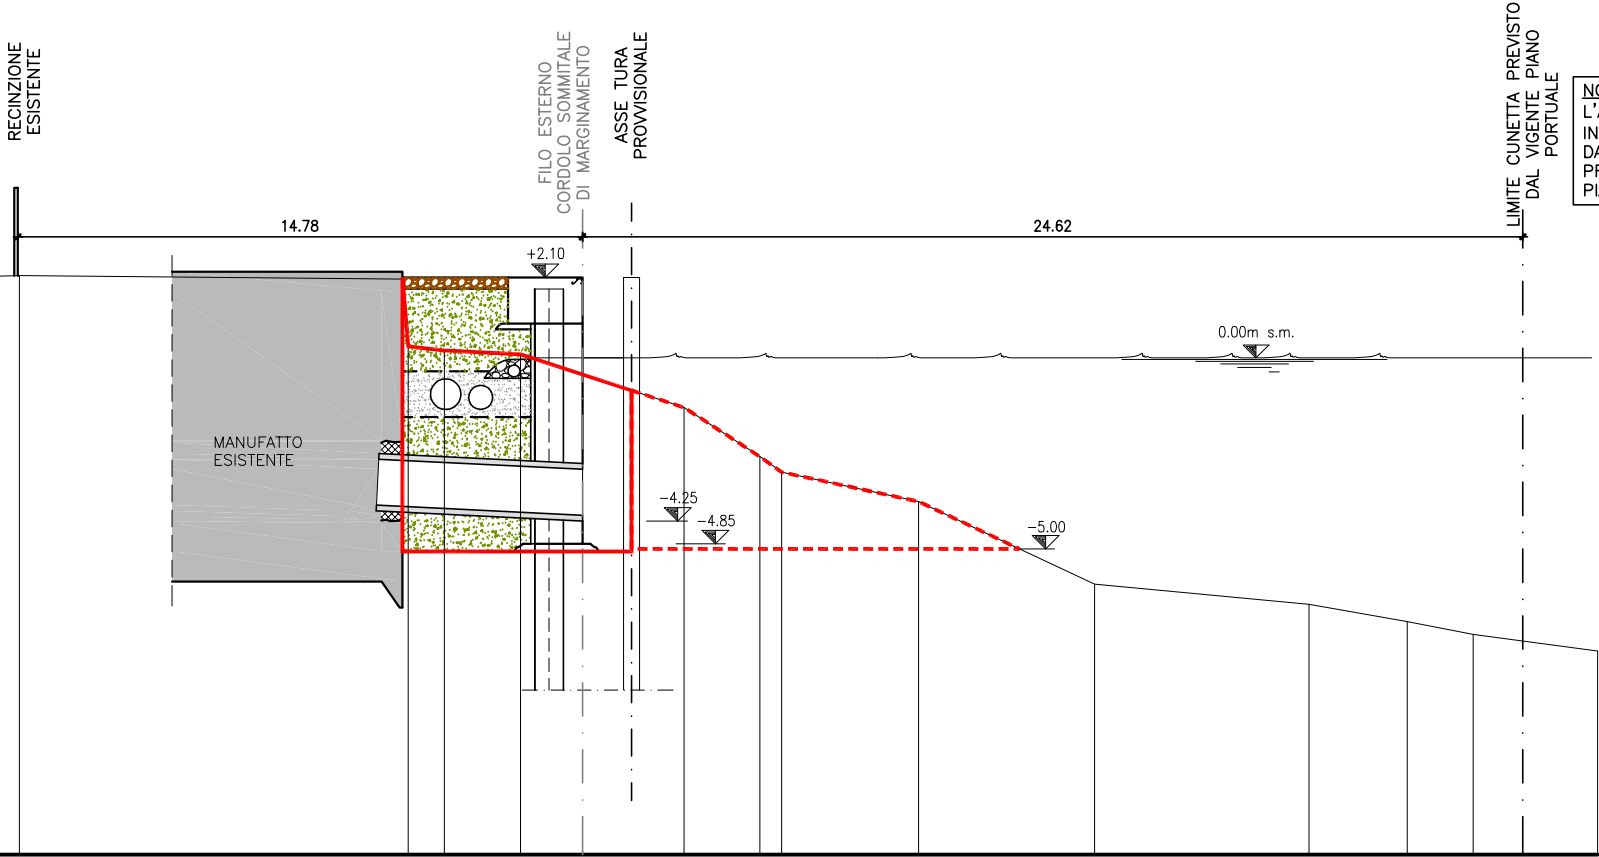 RECINZIONE
ESISTENTE
FILO ESTERNO
CORDOLO SOMMITALE
DI MARGINAMENTO
ASSE TURA
PROVVISIONALE
LIMITE CUNETTA PREVISTO
DAL VIGENTE PIANO
PORTUALE
14.78
24.62
+2.10
0.00m s.m.
MANUFATTO
ESISTENTE
-4.25
-4.85
-5.00